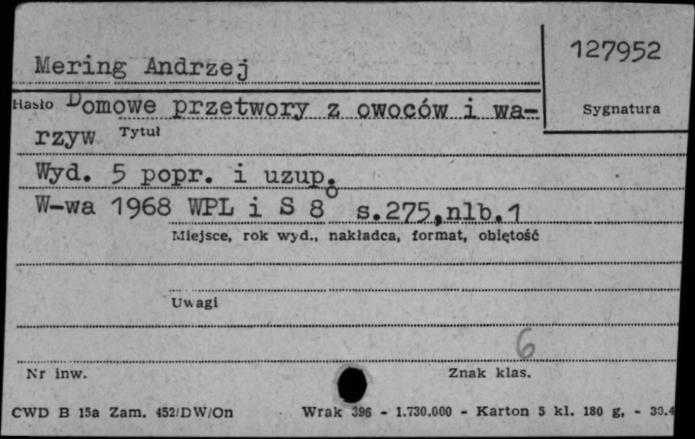 127952
Mering Andrzej
Hasło Domowe przetwory z owoców i wa-
Sygnatura
rzyw Tytuł
Wyd. 5 popr. i uzup.
W-wa 1968 WPL i S 8° s.275,nlb.1
Miejsce, rok wyd., nakładca, format, objętość
Uwagi
6
Nr inw. Znak klas.
CWD B 15a Zam. 452/DW/On Wrak 396 - 1.730.000 - Karton 5 kl. 180 g, - 30.4